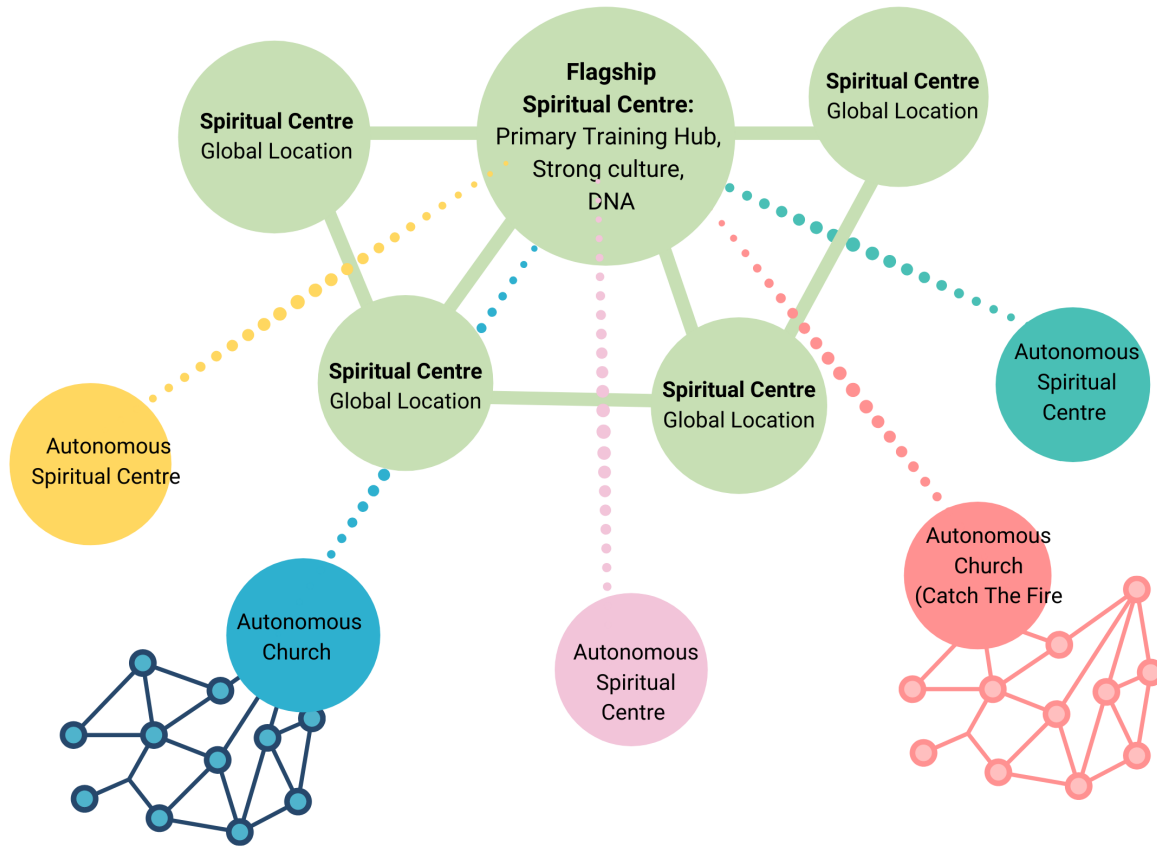 Flagship
Spiritual Centre:
Primary Training Hub,
Strong culture,
DNA
Spiritual Centre
Global Location
Spiritual Centre
Global Location
Spiritual Centre
Global Location
Spiritual Centre
Global Location
Autonomous
Spiritual
Centre
Autonomous
Spiritual Centre
Autonomous
Church
(Catch The Fire
Autonomous
Church
Autonomous
Spiritual
Centre